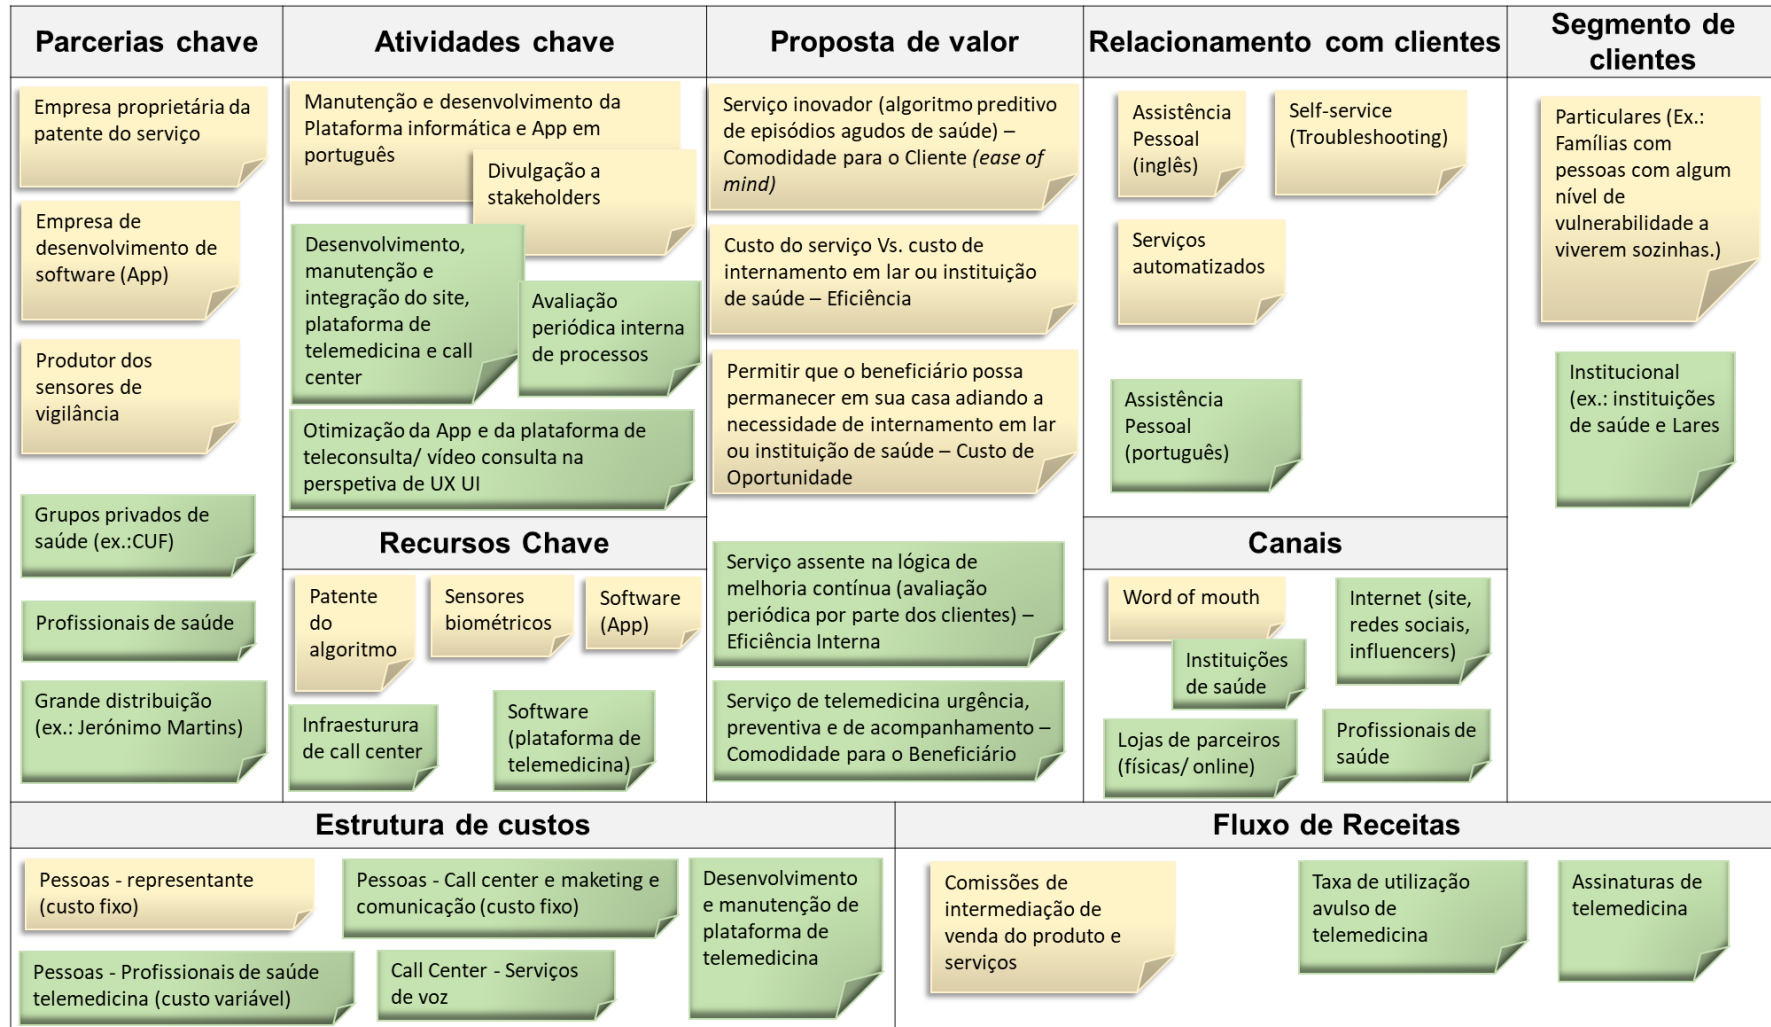 Parcerias chave
Empresa proprietária da
patente do serviço
Empresa de
desenvolvimento de
software (App)
Produtor dos
sensores de
vigilância
Grupos privados de
saúde (ex.:CUF)
Profissionais de saúde
Grande distribuição
(ex.: Jerónimo Martins)
Atividades chave
Manutenção e desenvolvimento da
Plataforma informática e App em
português
Divulgação a
stakeholders
Desenvolvimento,
manutenção e
integração do site,
plataforma de
telemedicina e call
center
Avaliação
periódica interna
de processos
Otimização da App e da plataforma de
teleconsulta/ vídeo consulta na
perspetiva de UX UI
Recursos Chave
Patente
do
algoritmo
Sensores
biométricos
Software
(App)
Infraesturura
de call center
Software
(plataforma de
telemedicina)
Proposta de valor
Serviço inovador (algoritmo preditivo
de episódios agudos de saúde) –
Comodidade para o Cliente (ease of
mind)
Custo do serviço Vs. custo de
internamento em lar ou instituição
de saúde – Eficiência
Permitir que o beneficiário possa
permanecer em sua casa adiando a
necessidade de internamento em lar
ou instituição de saúde – Custo de
Oportunidade
Serviço assente na lógica de
melhoria contínua (avaliação
periódica por parte dos clientes) –
Eficiência Interna
Serviço de telemedicina urgência,
preventiva e de acompanhamento –
Comodidade para o Beneficiário
Relacionamento com clientes
Assistência
Pessoal
(inglês)
Self-service
(Troubleshooting)
Serviços
automatizados
Assistência
Pessoal
(português)
Canais
Word of mouth
Internet (site,
redes sociais,
influencers)
Instituições
de saúde
Lojas de parceiros
(físicas/ online)
Profissionais de
saúde
Segmento de
clientes
Particulares (Ex.:
Famílias com
pessoas com algum
nível de
vulnerabilidade a
viverem sozinhas.)
Institucional
(ex.: instituições
de saúde e Lares
Estrutura de custos
Pessoas - representante
(custo fixo)
Pessoas - Call center e maketing e
comunicação (custo fixo)
Desenvolvimento
e manutenção de
plataforma de
telemedicina
Pessoas - Profissionais de saúde
telemedicina (custo variável)
Call Center - Serviços
de voz
Fluxo de Receitas
Comissões de
intermediação de
venda do produto e
serviços
Taxa de utilização
avulso de
telemedicina
Assinaturas de
telemedicina